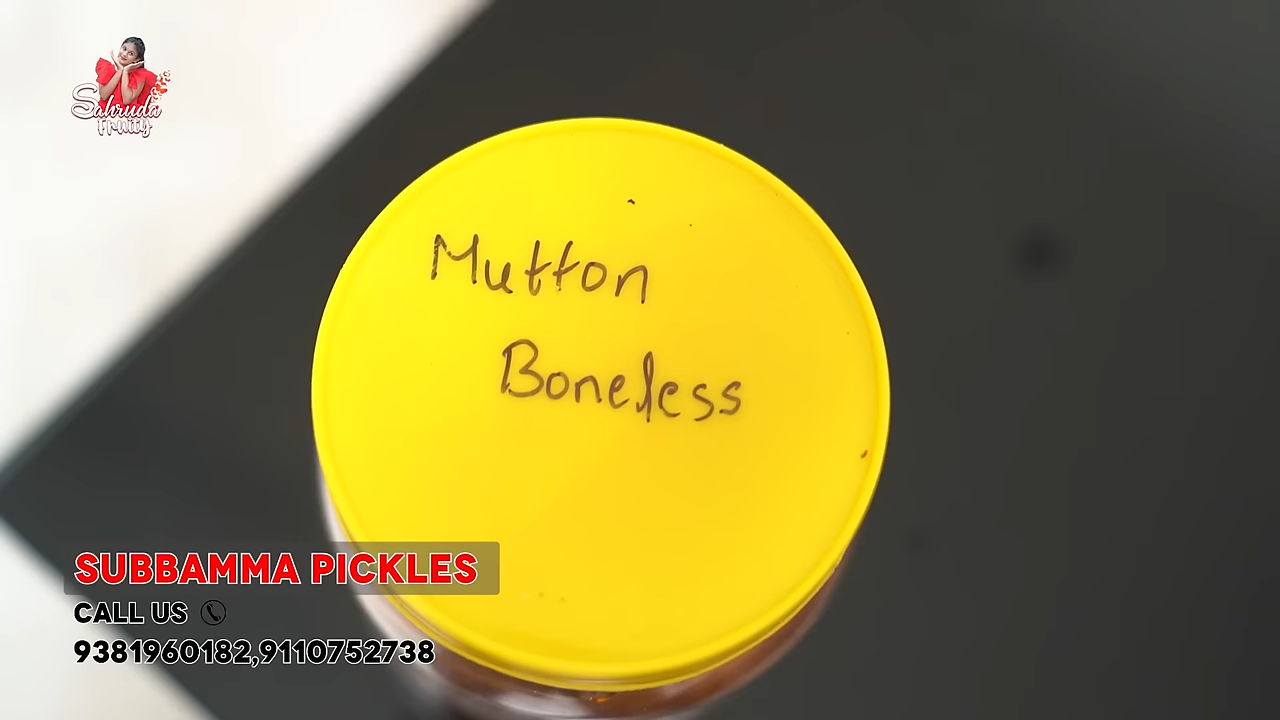 Sahruda
fruity
Mutton
Boneless
SUBBAMMA PICKLES
CALL US
9381960182,9110752738